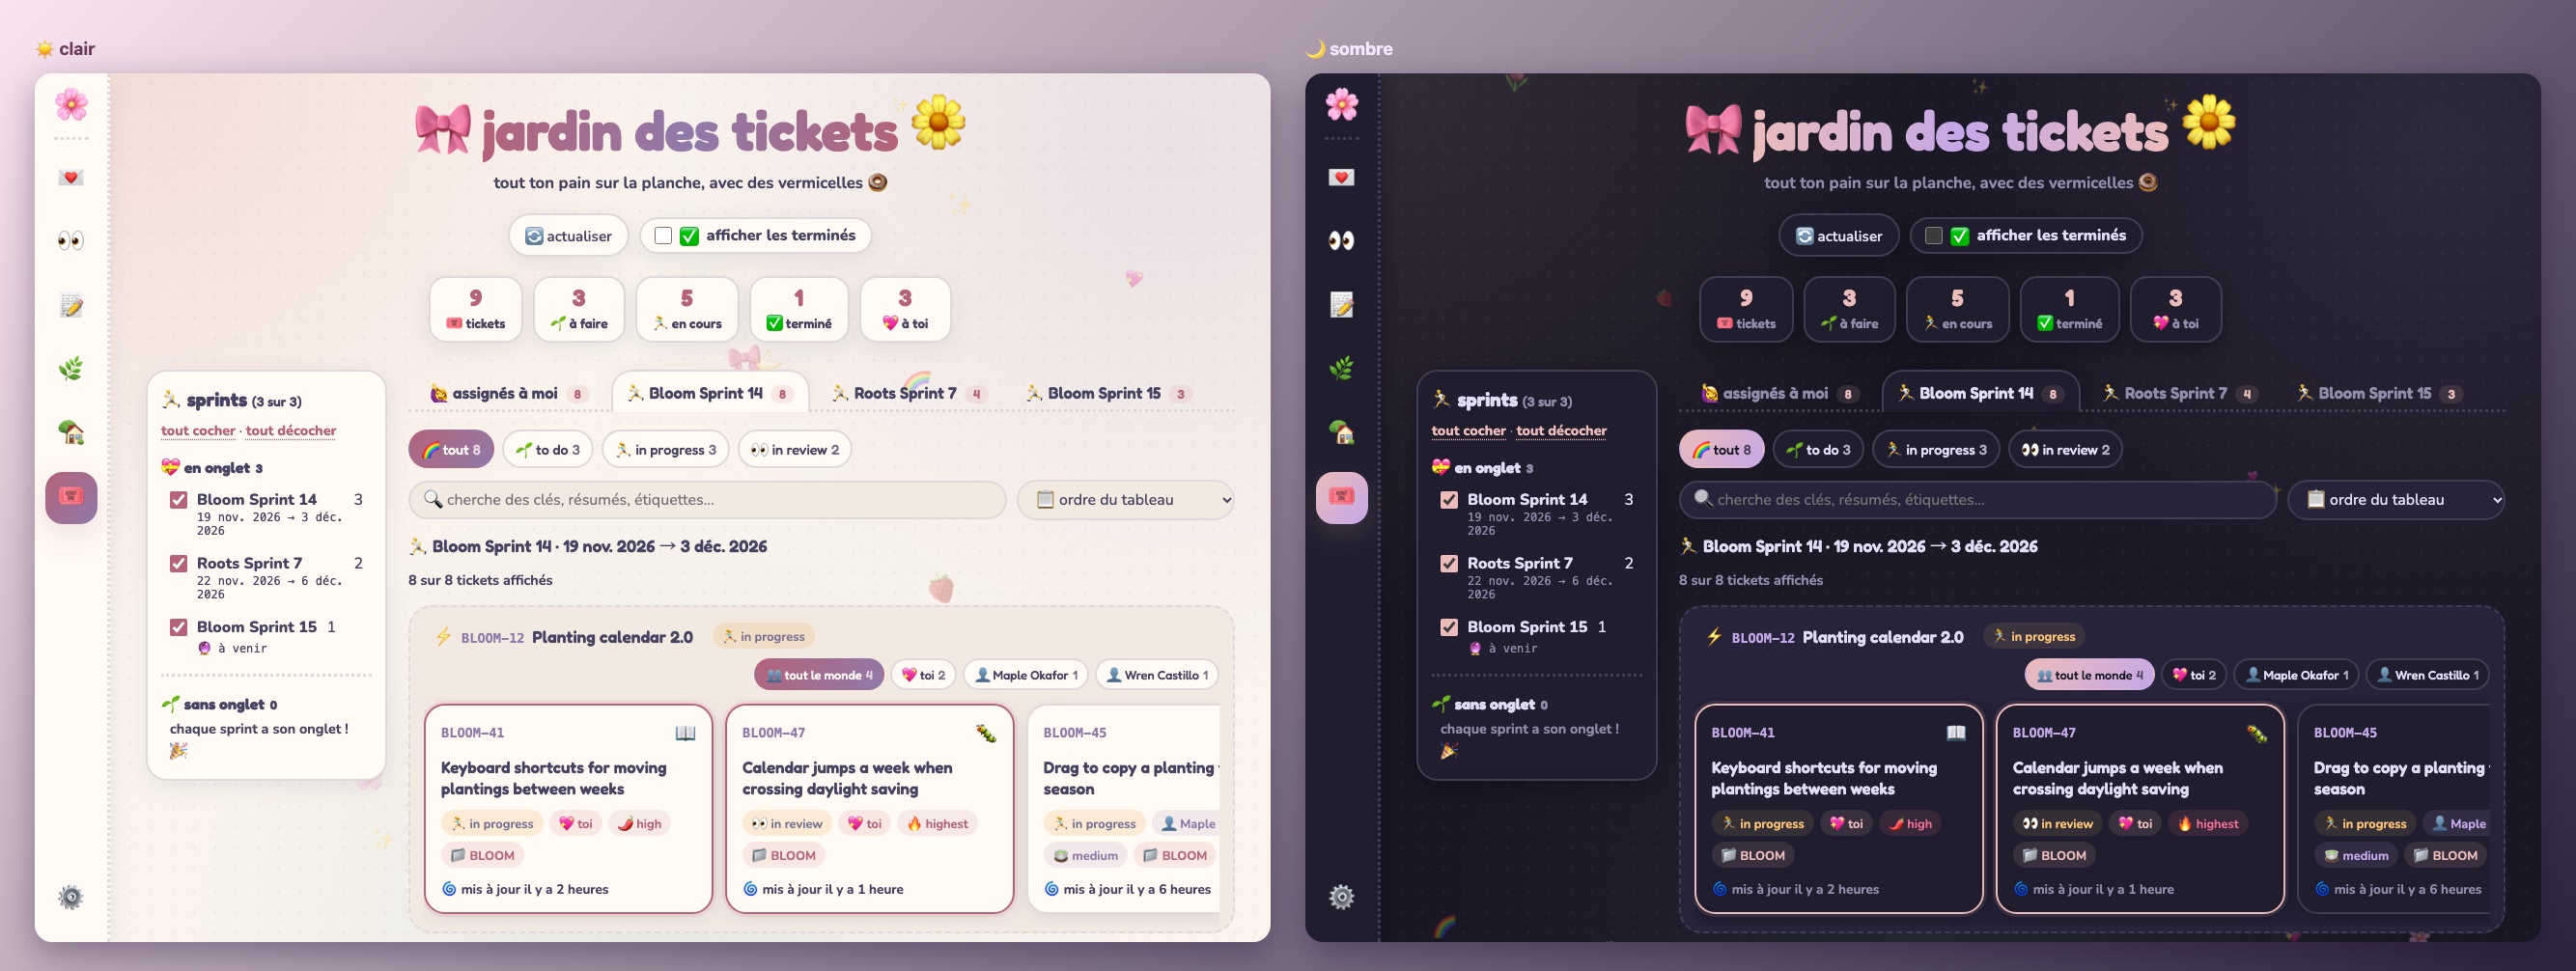 clair
jardin des tickets
tout ton pain sur la planche, avec des vermicelles
actualiser
afficher les terminés
9 tickets
3 à faire
5 en cours
1 terminé
3 à toi
sprints (3 sur 3)
tout cocher · tout décocher
en onglet 3
Bloom Sprint 14 3
19 nov. 2026 → 3 déc.
2026
Roots Sprint 7 2
22 nov. 2026 → 6 déc.
2026
Bloom Sprint 15 1
à venir
sans onglet 0
chaque sprint a son onglet !
assignés à moi 8
Bloom Sprint 14 8
Roots Sprint 7 4
Bloom Sprint 15 3
tout 8
to do 3
in progress 3
in review 2
cherche des clés, résumés, étiquettes...
ordre du tableau
Bloom Sprint 14 · 19 nov. 2026 → 3 déc. 2026
8 sur 8 tickets affichés
BLOOM-12 Planting calendar 2.0 in progress
tout le monde 4
toi 2
Maple Okafor 1
Wren Castillo 1
BLOOM-41
Keyboard shortcuts for moving
plantings between weeks
in progress toi high
BLOOM
mis à jour il y a 2 heures
BLOOM-47
Calendar jumps a week when
crossing daylight saving
in review toi highest
BLOOM
mis à jour il y a 1 heure
BLOOM-45
Drag to copy a planting
season
in progress Maple
medium BLOOM
mis à jour il y a 6 heures
sombre
jardin des tickets
tout ton pain sur la planche, avec des vermicelles
actualiser
afficher les terminés
9 tickets
3 à faire
5 en cours
1 terminé
3 à toi
sprints (3 sur 3)
tout cocher · tout décocher
en onglet 3
Bloom Sprint 14 3
19 nov. 2026 → 3 déc.
2026
Roots Sprint 7 2
22 nov. 2026 → 6 déc.
2026
Bloom Sprint 15 1
à venir
sans onglet 0
chaque sprint a son onglet !
assignés à moi 8
Bloom Sprint 14 8
Roots Sprint 7 4
Bloom Sprint 15 3
tout 8
to do 3
in progress 3
in review 2
cherche des clés, résumés, étiquettes...
ordre du tableau
Bloom Sprint 14 · 19 nov. 2026 → 3 déc. 2026
8 sur 8 tickets affichés
BLOOM-12 Planting calendar 2.0 in progress
tout le monde 4
toi 2
Maple Okafor 1
Wren Castillo 1
BLOOM-41
Keyboard shortcuts for moving
plantings between weeks
in progress toi high
BLOOM
mis à jour il y a 2 heures
BLOOM-47
Calendar jumps a week when
crossing daylight saving
in review toi highest
BLOOM
mis à jour il y a 1 heure
BLOOM-45
Drag to copy a planting
season
in progress Maple
medium BLOOM
mis à jour il y a 6 heures